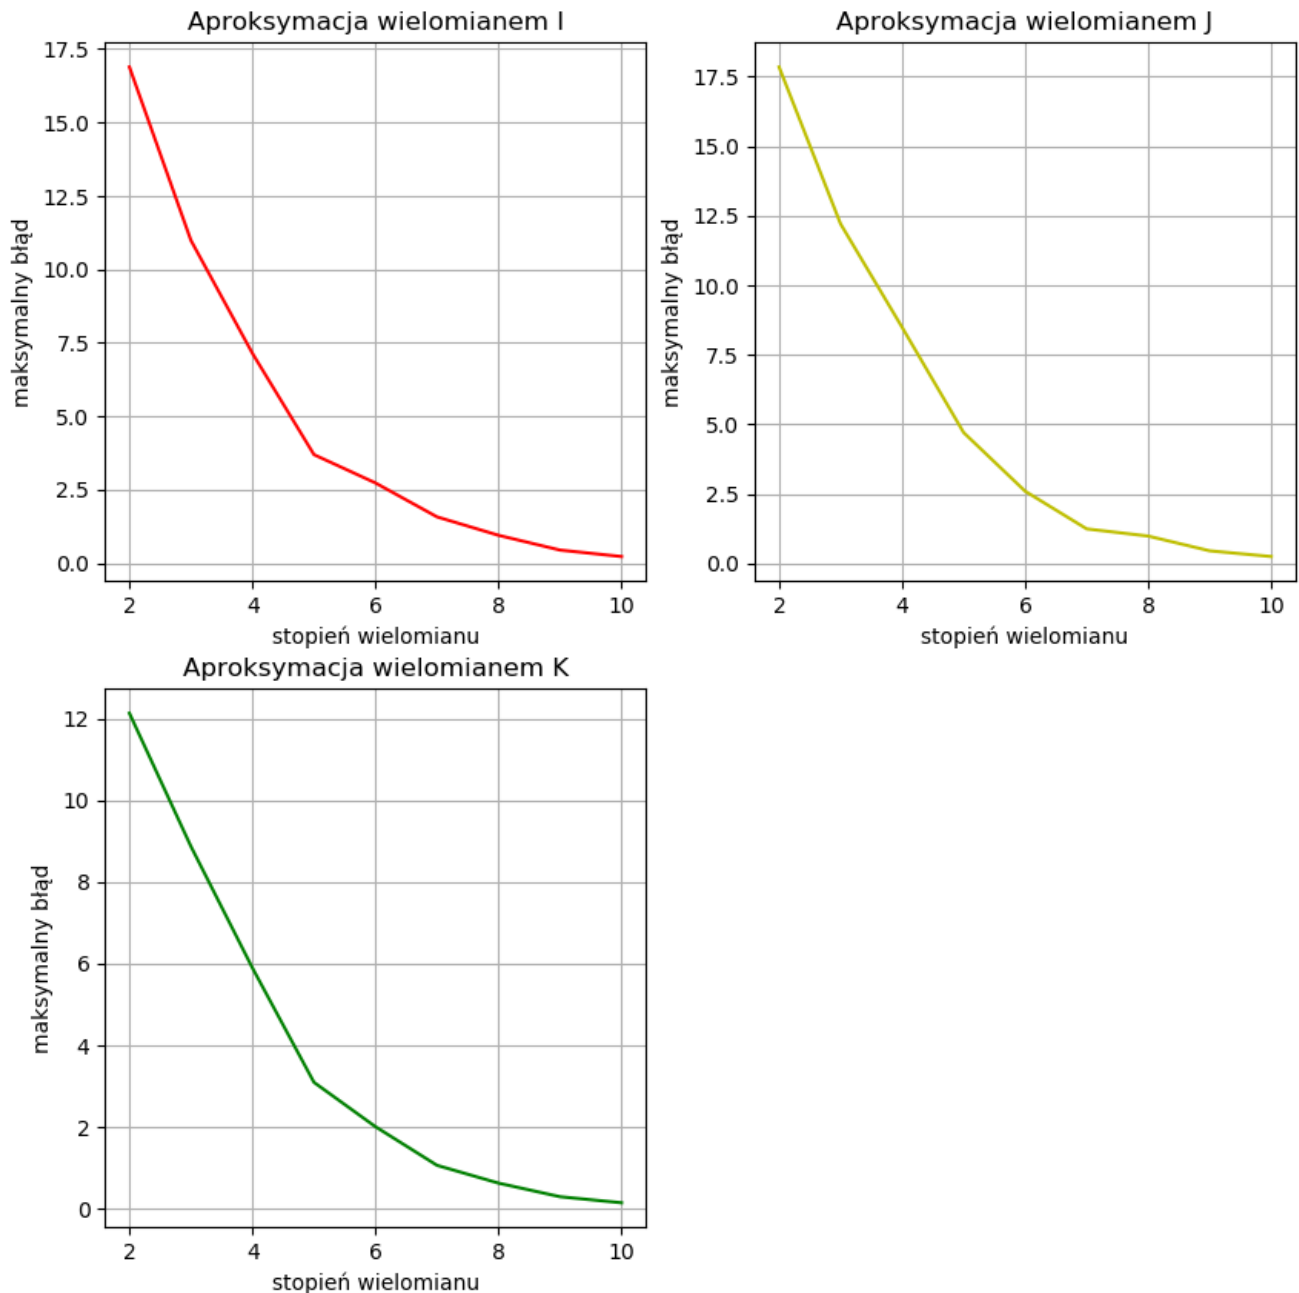 Aproksymacja wielomianem I
17.5
15.0
12.5
10.0
7.5
5.0
2.5
0.0
maksymalny błąd
2 4 6 8 10
stopień wielomianu
Aproksymacja wielomianem J
17.5
15.0
12.5
10.0
7.5
5.0
2.5
0.0
maksymalny błąd
2 4 6 8 10
stopień wielomianu
Aproksymacja wielomianem K
12
10
8
6
4
2
0
maksymalny błąd
2 4 6 8 10
stopień wielomianu